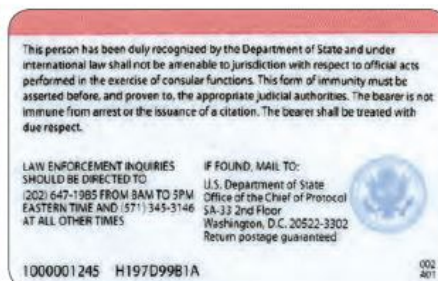 This person has been duly recognized by the Department of State and under
international law shall not be amenable to jurisdiction with respect to official acts
performed in the exercise of consular functions. This form of immunity must be
asserted before, and proven to, the appropriate judicial authorities. The bearer is not
immune from arrest or the issuance of a citation. The bearer shall be treated with
due respect.
LAW ENFORCEMENT INQUIRIES
SHOULD BE DIRECTED TO
(202) 647-1985 FROM 8AM TO 5PM
EASTERN TIME AND (571) 345-3146
AT ALL OTHER TIMES
IF FOUND, MAIL TO:
U.S. Department of State
Office of the Chief of Protocol
SA-33 2nd Floor
Washington, D.C. 20522-3302
Return postage guaranteed
1000001245 H197D99B1A
002
A01